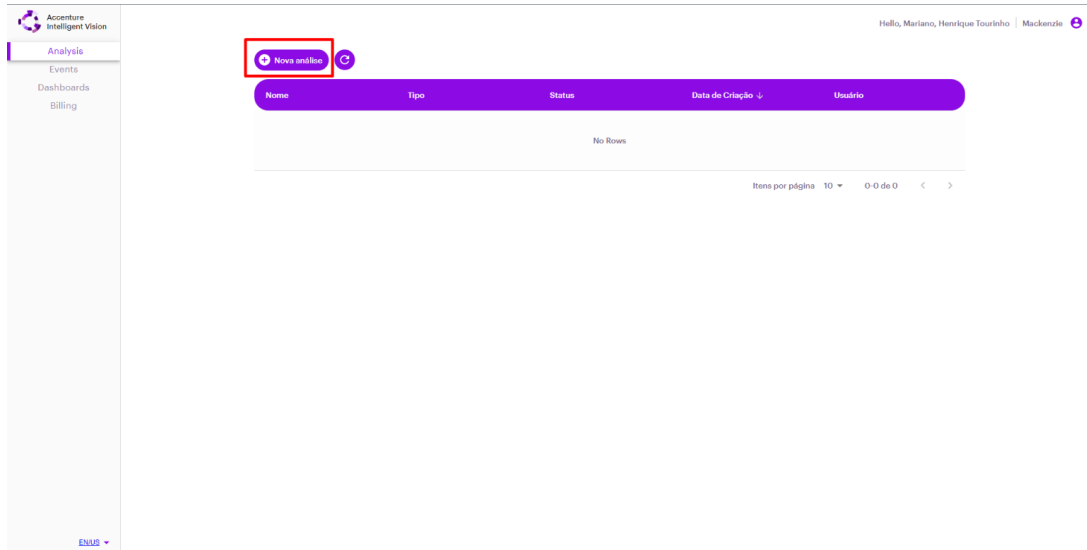 Accenture
Intelligent Vision
Hello, Mariano, Henrique Tourinho | Mackenzie
Analysis
Events
Dashboards
Billing
Nova análise
Nome Tipo Status Data de Criação ↓ Usuário
No Rows
Itens por página 10 0-0 de 0 < >
EN/US